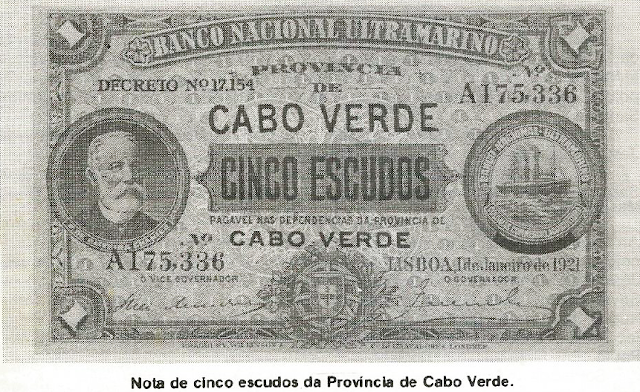 BANCO NACIONAL ULTRAMARINO
PROVINCIA
DE
DECRETO Nº 17.154
Nº
A175,336
CABO VERDE
CINCO ESCUDOS
PAGAVEL NAS DEPENDENCIAS DA PROVINCIA DE
CABO VERDE
Nº
A175,336
LISBOA, 1 de Janeiro de 1921
O VICE GOVERNADOR
O GOVERNADOR
Nota de cinco escudos da Província de Cabo Verde.